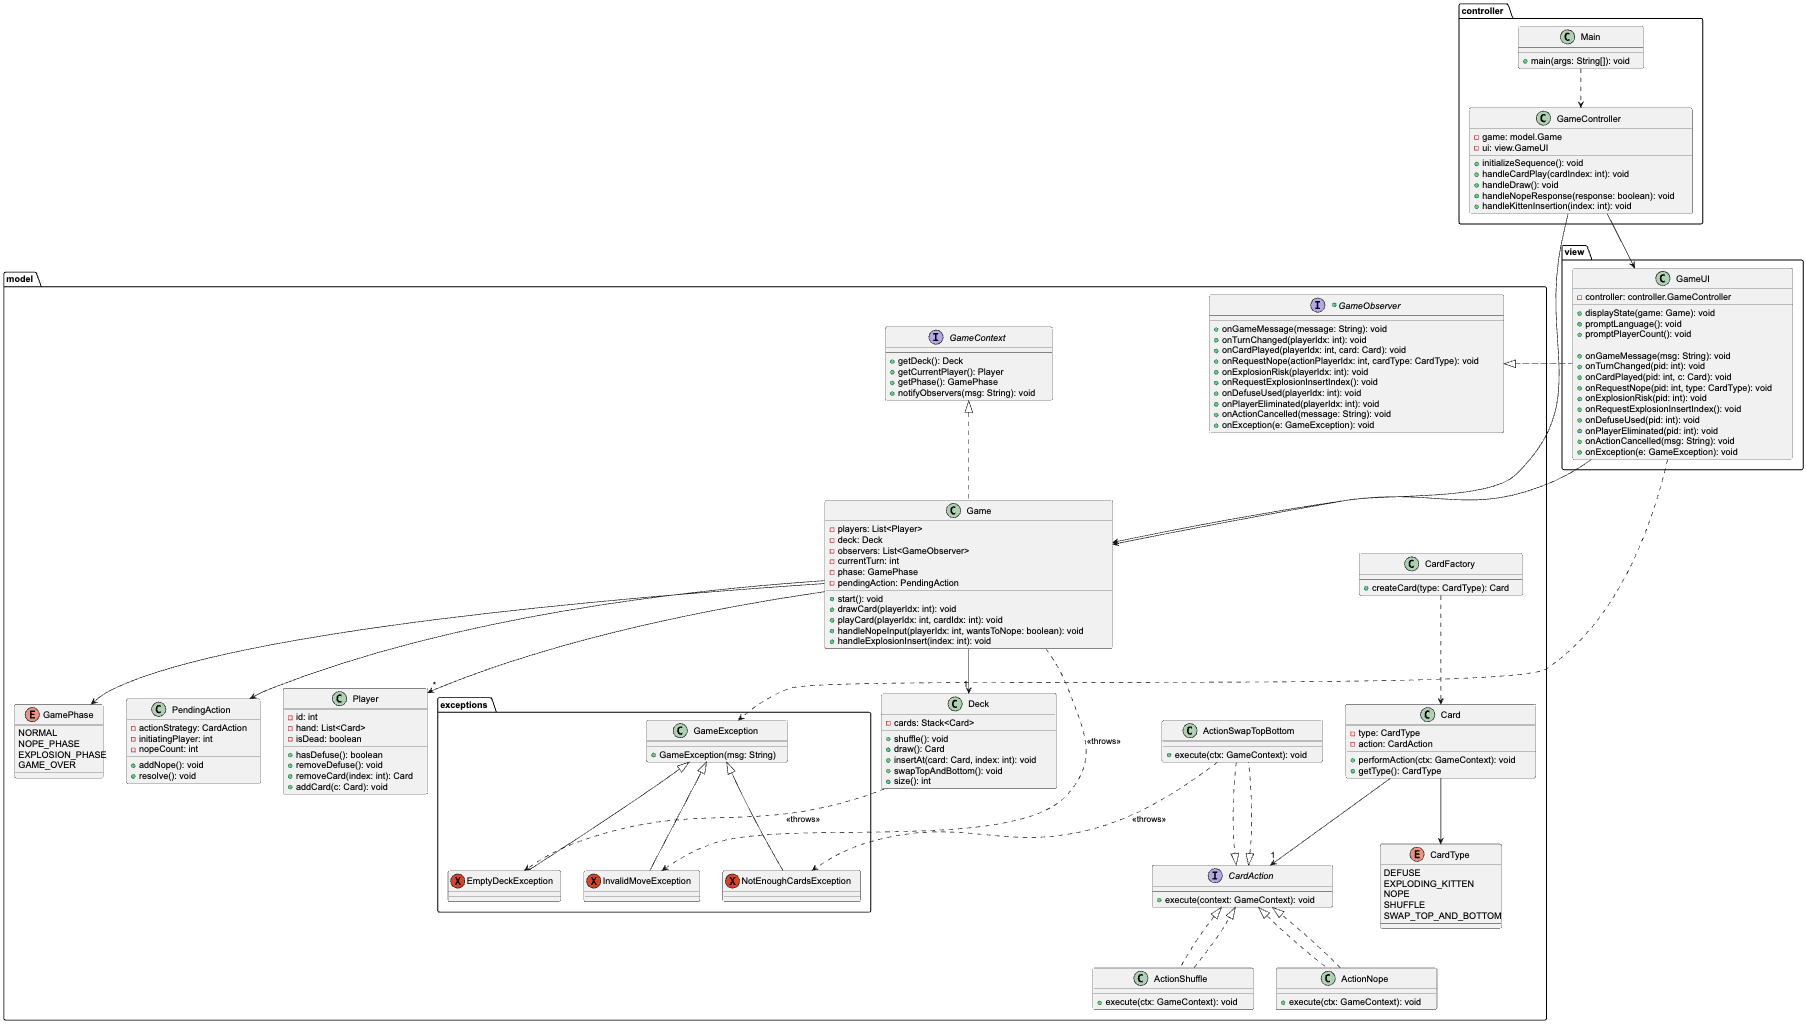 controller
C Main
main(args: String[]): void
C GameController
game: model.Game
ui: view.GameUI
initializeSequence(): void
handleCardPlay(cardIndex: int): void
handleDraw(): void
handleNopeResponse(response: boolean): void
handleKittenInsertion(index: int): void
view
C GameUI
controller: controller.GameController
displayState(game: Game): void
promptLanguage(): void
promptPlayerCount(): void
onGameMessage(msg: String): void
onTurnChanged(pid: int): void
onCardPlayed(pid: int, c: Card): void
onRequestNope(pid: int, type: CardType): void
onExplosionRisk(pid: int): void
onRequestExplosionInsertIndex(): void
onDefuseUsed(pid: int): void
onPlayerEliminated(pid: int): void
onActionCancelled(msg: String): void
onException(e: GameException): void
model
I GameObserver
onGameMessage(message: String): void
onTurnChanged(playerIdx: int): void
onCardPlayed(playerIdx: int, card: Card): void
onRequestNope(actionPlayerIdx: int, cardType: CardType): void
onExplosionRisk(playerIdx: int): void
onRequestExplosionInsertIndex(): void
onDefuseUsed(playerIdx: int): void
onPlayerEliminated(playerIdx: int): void
onActionCancelled(message: String): void
onException(e: GameException): void
I GameContext
getDeck(): Deck
getCurrentPlayer(): Player
getPhase(): GamePhase
notifyObservers(msg: String): void
C Game
players: List<Player>
deck: Deck
observers: List<GameObserver>
currentTurn: int
phase: GamePhase
pendingAction: PendingAction
start(): void
drawCard(playerIdx: int): void
playCard(playerIdx: int, cardIdx: int): void
handleNopeInput(playerIdx: int, wantsToNope: boolean): void
handleExplosionInsert(index: int): void
C CardFactory
createCard(type: CardType): Card
E GamePhase
NORMAL
NOPE_PHASE
EXPLOSION_PHASE
GAME_OVER
C PendingAction
actionStrategy: CardAction
initiatingPlayer: int
nopeCount: int
addNope(): void
resolve(): void
*
C Player
id: int
hand: List<Card>
isDead: boolean
hasDefuse(): boolean
removeDefuse(): void
removeCard(index: int): Card
addCard(c: Card): void
exceptions
C GameException
GameException(msg: String)
1
C Deck
cards: Stack<Card>
shuffle(): void
draw(): Card
insertAt(card: Card, index: int): void
swapTopAndBottom(): void
size(): int
«throws»
C ActionSwapTopBottom
execute(ctx: GameContext): void
C Card
type: CardType
action: CardAction
performAction(ctx: GameContext): void
getType(): CardType
«throws»
«throws»
X EmptyDeckException
X InvalidMoveException
X NotEnoughCardsException
1
I CardAction
execute(context: GameContext): void
E CardType
DEFUSE
EXPLODING_KITTEN
NOPE
SHUFFLE
SWAP_TOP_AND_BOTTOM
C ActionShuffle
execute(ctx: GameContext): void
C ActionNope
execute(ctx: GameContext): void